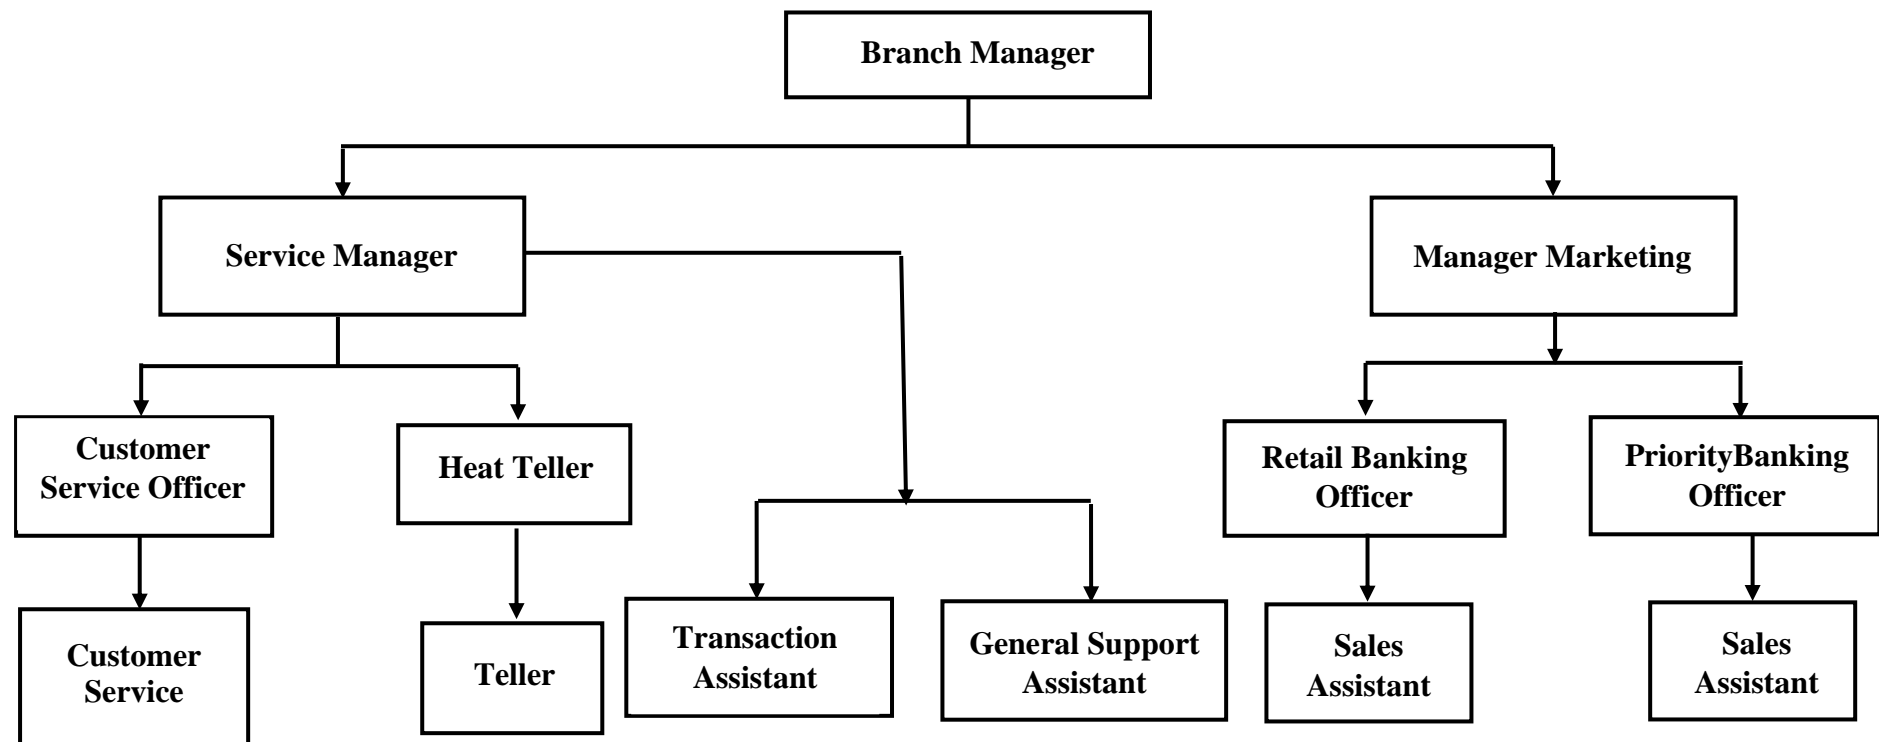 Branch Manager
Service Manager
Manager Marketing
Customer
Service Officer
Heat Teller
Retail Banking
Officer
PriorityBanking
Officer
Customer
Service
Teller
Transaction
Assistant
General Support
Assistant
Sales
Assistant
Sales
Assistant